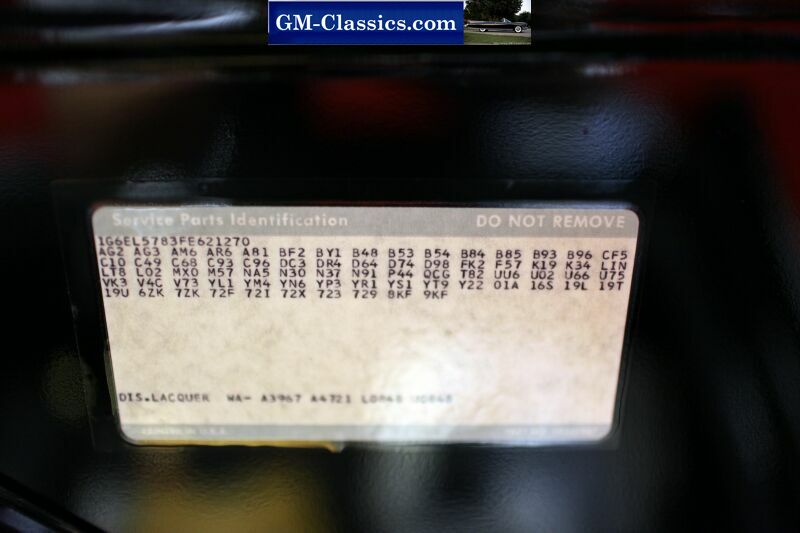 GM-Classics.com
Service Parts Identification DO NOT REMOVE
1G6EL5783FE621270
AG2 AG3 AM6 AR6 A81 BF2 BY1 B48 B53 B54 B84 B85 B93 B96 CF5
C10 C49 C68 C93 C96 DC3 DR4 D64 D74 D98 FK2 F57 K19 K34 LIN
LT8 L02 MX0 M57 NA5 N30 N37 N91 P44 QCG T82 UU6 U02 U66 U75
VK3 V4C V73 YL1 YM4 YN6 YP3 YR1 YS1 YT9 Y22 01A 16S 19L 19T
19U 6ZK 7ZK 72F 72I 72X 723 729 8KF 9KF
DIS.LACQUER WA- A3967 A4721